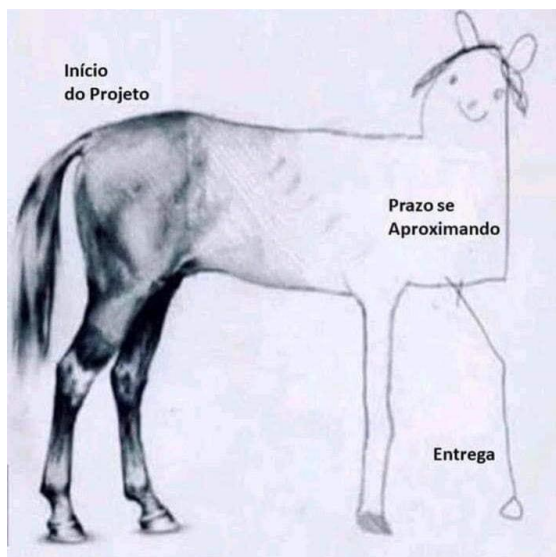 Início
do Projeto
Prazo se
Aproximando
Entrega